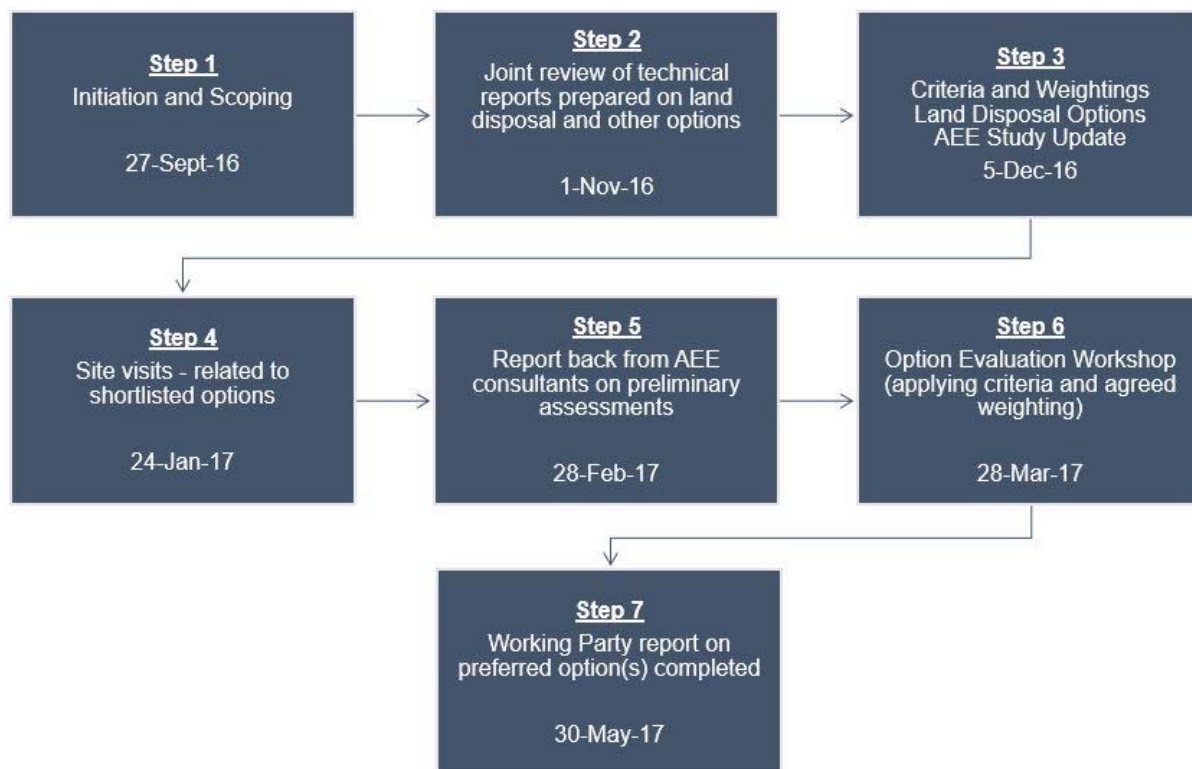 Step 1
Initiation and Scoping
27-Sept-16
Step 2
Joint review of technical
reports prepared on land
disposal and other options
1-Nov-16
Step 3
Criteria and Weightings
Land Disposal Options
AEE Study Update
5-Dec-16
Step 4
Site visits - related to
shortlisted options
24-Jan-17
Step 5
Report back from AEE
consultants on preliminary
assessments
28-Feb-17
Step 6
Option Evaluation Workshop
(applying criteria and agreed
weighting)
28-Mar-17
Step 7
Working Party report on
preferred option(s) completed
30-May-17